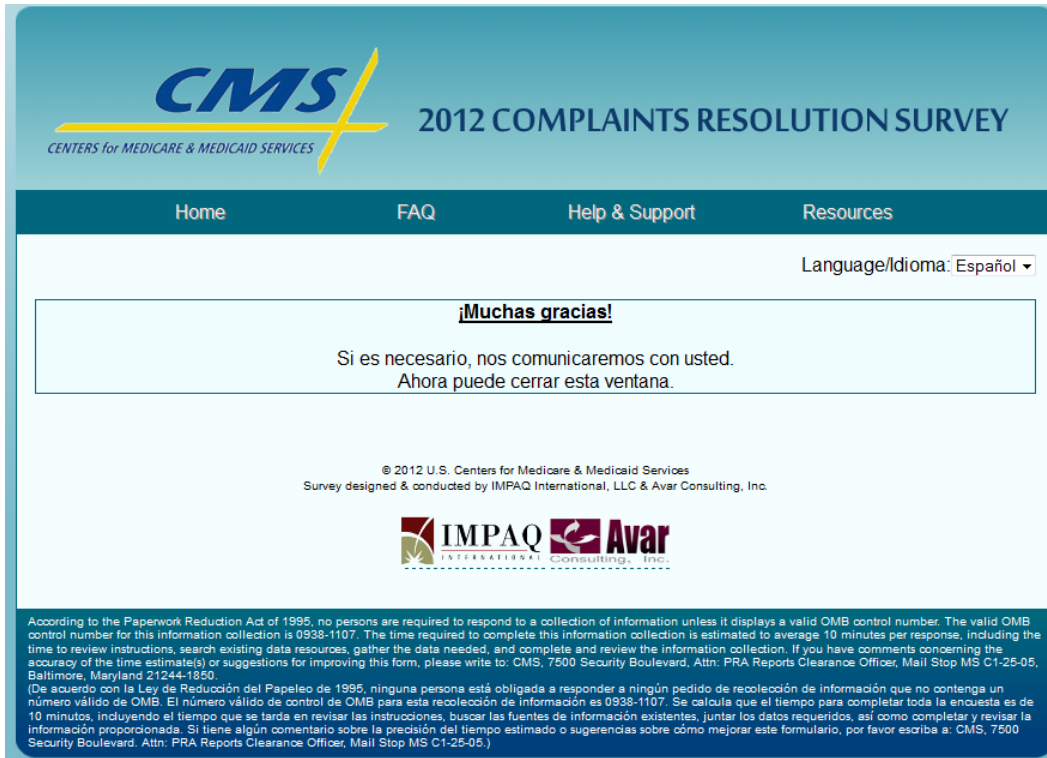 CMS
CENTERS for MEDICARE & MEDICAID SERVICES
2012 COMPLAINTS RESOLUTION SURVEY
Home FAQ Help & Support Resources
Language/Idioma: Español
¡Muchas gracias!
Si es necesario, nos comunicaremos con usted.
Ahora puede cerrar esta ventana.
© 2012 U.S. Centers for Medicare & Medicaid Services
Survey designed & conducted by IMPAQ International, LLC & Avar Consulting, Inc.
IMPAQ
INTERNATIONAL
Avar
Consulting, Inc.
According to the Paperwork Reduction Act of 1995, no persons are required to respond to a collection of information unless it displays a valid OMB control number. The valid OMB
control number for this information collection is 0938-1107. The time required to complete this information collection is estimated to average 10 minutes per response, including the
time to review instructions, search existing data resources, gather the data needed, and complete and review the information collection. If you have comments concerning the
accuracy of the time estimate(s) or suggestions for improving this form, please write to: CMS, 7500 Security Boulevard, Attn: PRA Reports Clearance Officer, Mail Stop MS C1-25-05,
Baltimore, Maryland 21244-1850.
(De acuerdo con la Ley de Reducción del Papeleo de 1995, ninguna persona está obligada a responder a ningún pedido de recolección de información que no contenga un
número válido de OMB. El número válido de control de OMB para esta recolección de información es 0938-1107. Se calcula que el tiempo para completar toda la encuesta es de
10 minutos, incluyendo el tiempo que se tarda en revisar las instrucciones, buscar las fuentes de información existentes, juntar los datos requeridos, así como completar y revisar la
información proporcionada. Si tiene algún comentario sobre la precisión del tiempo estimado o sugerencias sobre cómo mejorar este formulario, por favor escriba a: CMS, 7500
Security Boulevard. Attn: PRA Reports Clearance Officer, Mail Stop MS C1-25-05.)